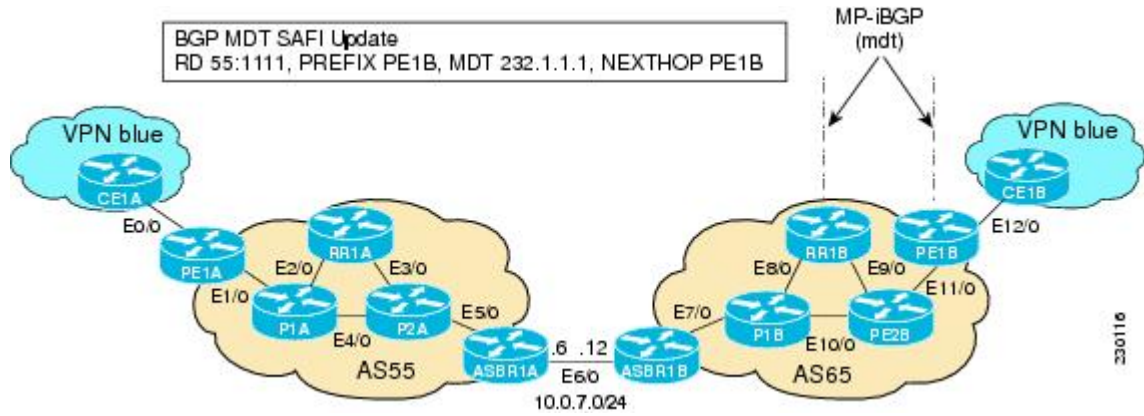 BGP MDT SAFI Update
RD 55:1111, PREFIX PE1B, MDT 232.1.1.1, NEXTHOP PE1B
MP-iBGP
(mdt)
VPN blue
CE1A
E0/0
PE1A
E1/0
RR1A
E2/0
E3/0
P1A
E4/0
P2A
E5/0
AS55
ASBR1A
.6 .12
E6/0
10.0.7.0/24
ASBR1B
E7/0
RR1B
E8/0
E9/0
P1B
E10/0
PE2B
AS65
PE1B
E11/0
VPN blue
CE1B
E12/0
230116